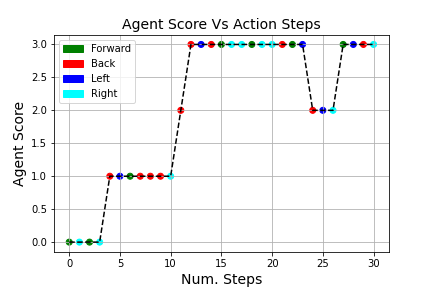 Agent Score Vs Action Steps
Agent Score
3.0
2.5
2.0
1.5
1.0
0.5
0.0
Forward
Back
Left
Right
0 5 10 15 20 25 30
Num. Steps